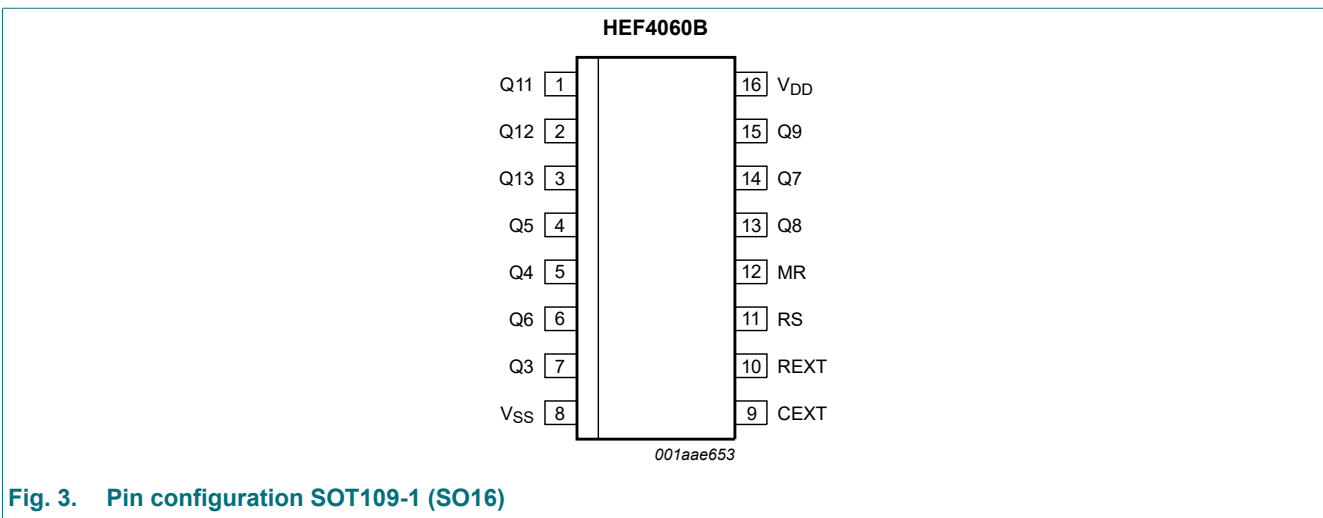 HEF4060B
Q11 1 16 VDD
Q12 2 15 Q9
Q13 3 14 Q7
Q5 4 13 Q8
Q4 5 12 MR
Q6 6 11 RS
Q3 7 10 REXT
VSS 8 9 CEXT
001aae653
Fig. 3. Pin configuration SOT109-1 (SO16)